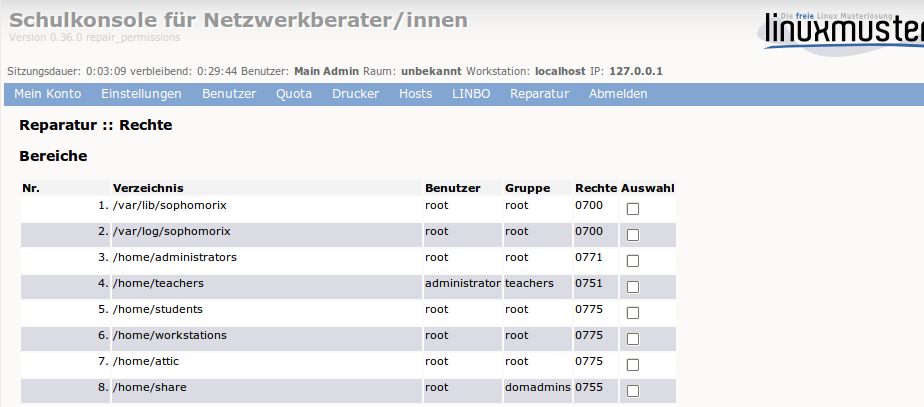 Schulkonsole für Netzwerkberater/innen
Version 0.36.0 repair_permissions
Die freie Linux Musterlösung
linuxmuster
Sitzungsdauer: 0:03:09 verbleibend: 0:29:44 Benutzer: Main Admin Raum: unbekannt Workstation: localhost IP: 127.0.0.1
Mein Konto Einstellungen Benutzer Quota Drucker Hosts LINBO Reparatur Abmelden
Reparatur :: Rechte
Bereiche
Nr. Verzeichnis Benutzer Gruppe Rechte Auswahl
1. /var/lib/sophomorix root root 0700
2. /var/log/sophomorix root root 0700
3. /home/administrators root root 0771
4. /home/teachers administrator teachers 0751
5. /home/students root root 0775
6. /home/workstations root root 0775
7. /home/attic root root 0775
8. /home/share root domadmins 0755